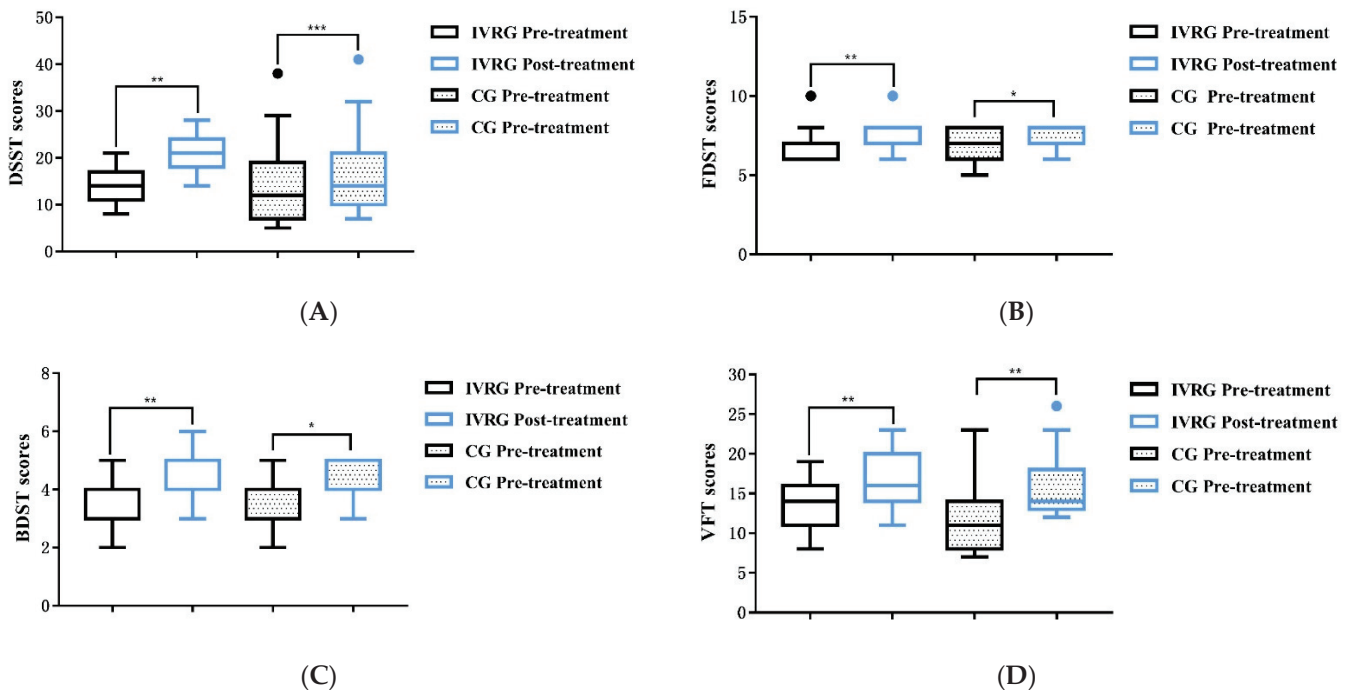 50
40
30
20
10
0
DSST scores
**
***
IVRG Pre-treatment
IVRG Post-treatment
CG Pre-treatment
CG Pre-treatment
(A)
15
10
5
0
FDST scores
**
*
IVRG Pre-treatment
IVRG Post-treatment
CG Pre-treatment
CG Pre-treatment
(B)
8
6
4
2
0
BDST scores
**
*
IVRG Pre-treatment
IVRG Post-treatment
CG Pre-treatment
CG Pre-treatment
(C)
30
25
20
15
10
5
0
VFT scores
**
**
IVRG Pre-treatment
IVRG Post-treatment
CG Pre-treatment
CG Pre-treatment
(D)